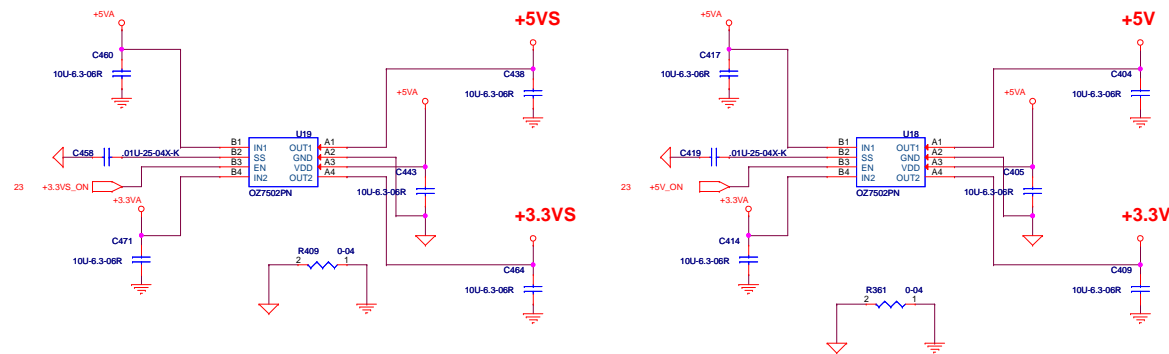 +5VA
+5VS
C460
10U-6.3-06R
C438
10U-6.3-06R
+5VA
U19
B1 IN1 OUT1 A1
C458 .01U-25-04X-K B2 SS GND A2
B3 EN VDD A3
B4 IN2 OUT2 A4
C443
23 +3.3VS_ON
OZ7502PN
10U-6.3-06R
+3.3VA
+3.3VS
C471
10U-6.3-06R
R409 0-04
2 1
C464
10U-6.3-06R
+5VA
+5V
C417
10U-6.3-06R
C404
10U-6.3-06R
+5VA
U18
B1 IN1 OUT1 A1
C419 .01U-25-04X-K B2 SS GND A2
B3 EN VDD A3
B4 IN2 OUT2 A4
C405
23 +5V_ON
OZ7502PN
10U-6.3-06R
+3.3VA
+3.3V
C414
10U-6.3-06R
C409
10U-6.3-06R
R361 0-04
2 1